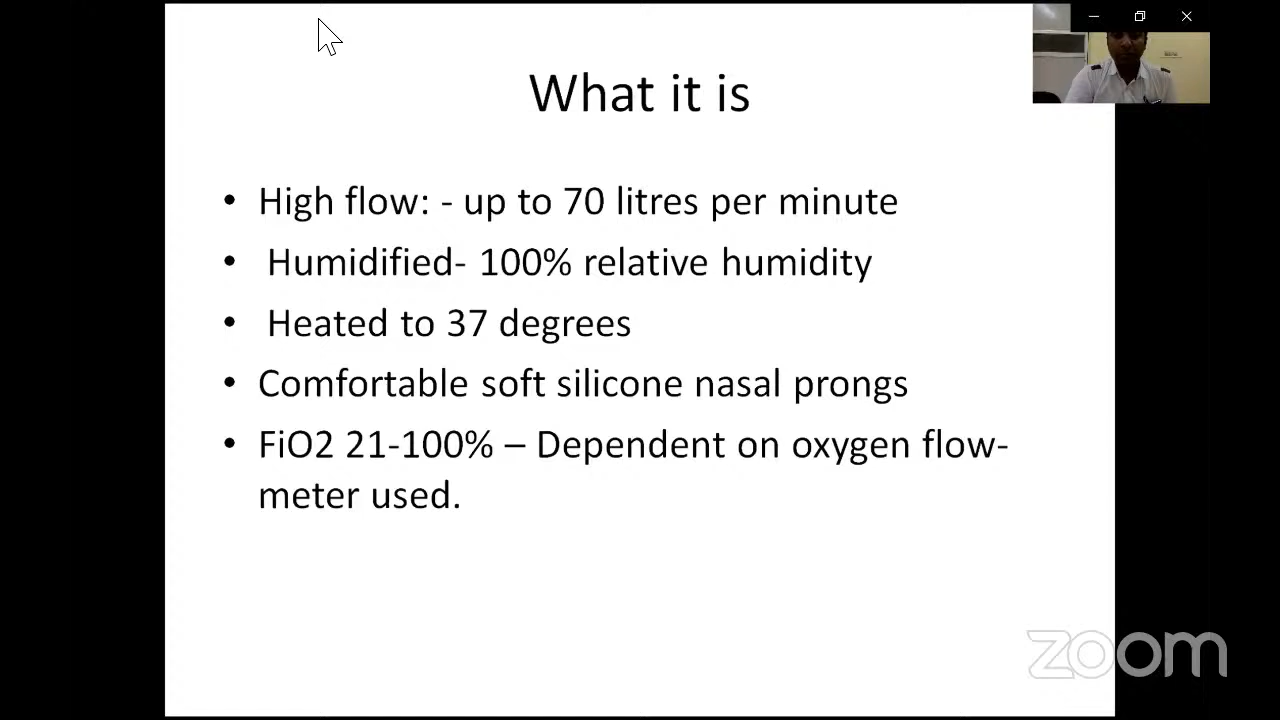 What it is
• High flow: - up to 70 litres per minute
• Humidified- 100% relative humidity
• Heated to 37 degrees
• Comfortable soft silicone nasal prongs
• FiO2 21-100% – Dependent on oxygen flow-
meter used.
zoom